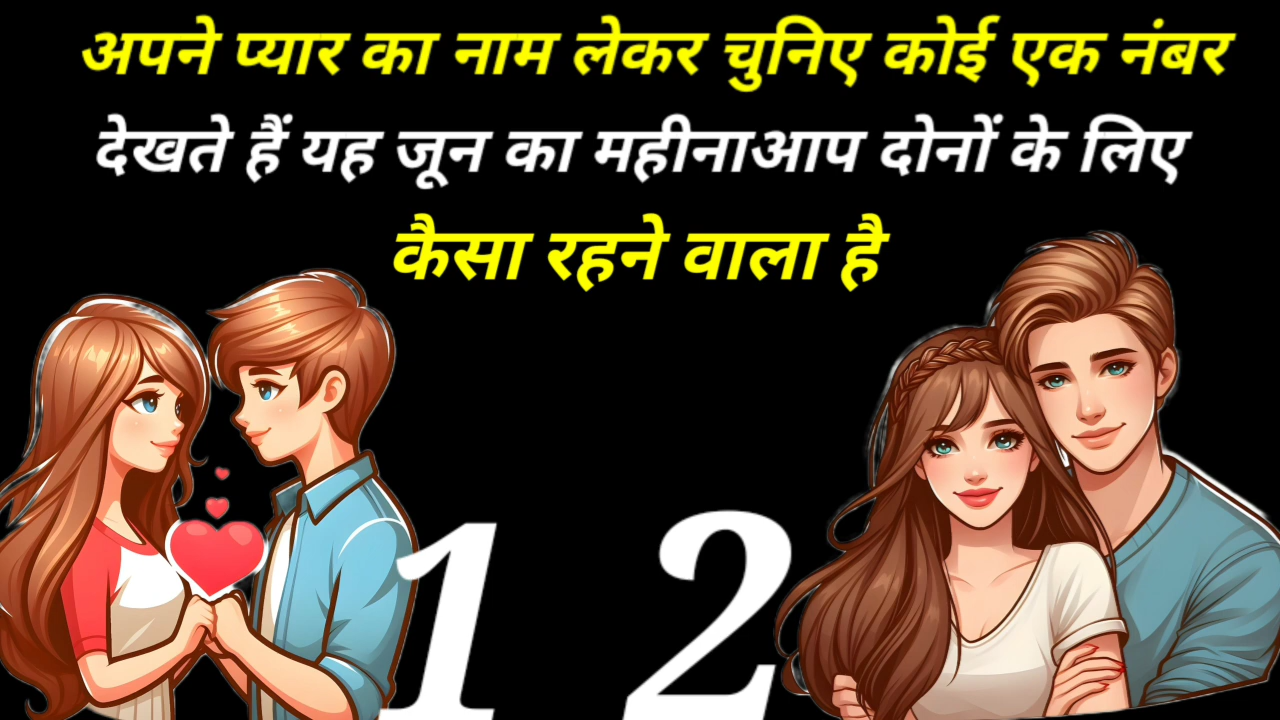 अपने प्यार का नाम लेकर चुनिए कोई एक नंबर
देखते हैं यह जून का महीनाआप दोनों के लिए
कैसा रहने वाला है
1 2